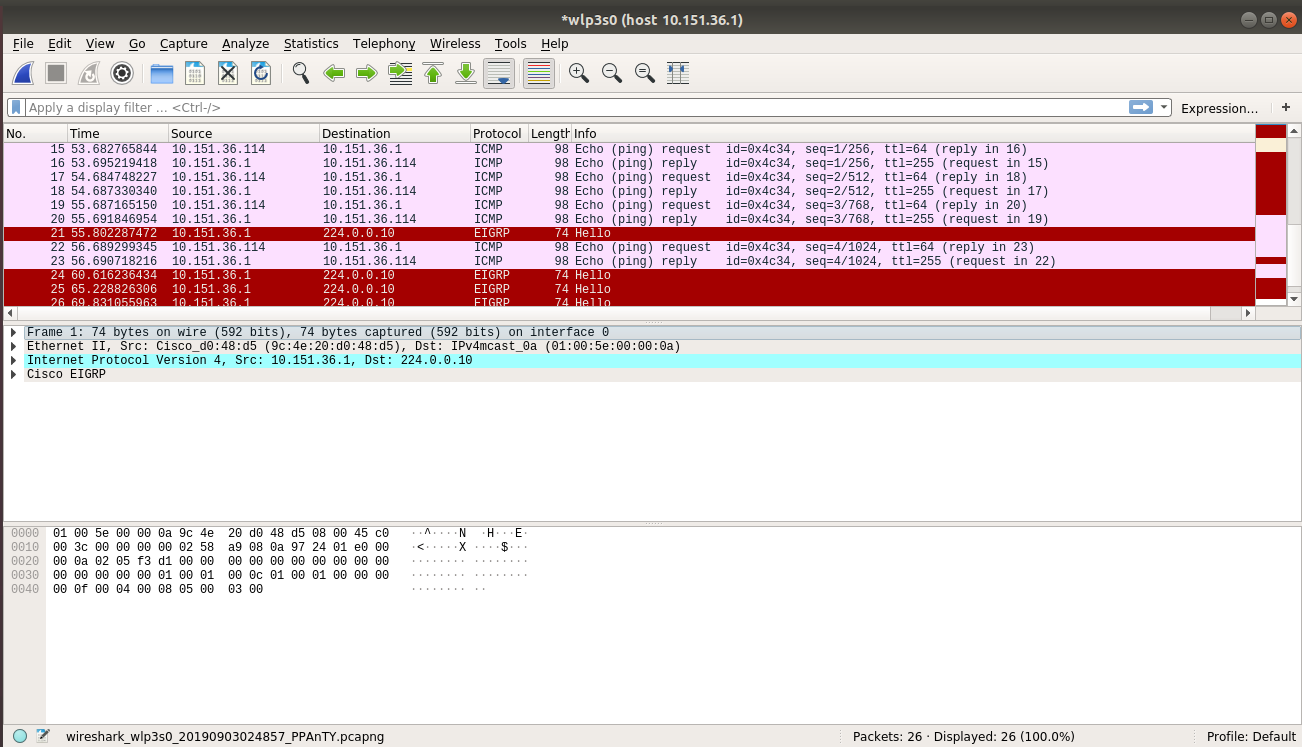 *wlp3s0 (host 10.151.36.1)
File Edit View Go Capture Analyze Statistics Telephony Wireless Tools Help
Apply a display filter ... <Ctrl-/> Expression... +
No. Time Source Destination Protocol Length Info
15 53.682765844 10.151.36.114 10.151.36.1 ICMP 98 Echo (ping) request id=0x4c34, seq=1/256, ttl=64 (reply in 16)
16 53.695219418 10.151.36.1 10.151.36.114 ICMP 98 Echo (ping) reply id=0x4c34, seq=1/256, ttl=255 (request in 15)
17 54.684748227 10.151.36.114 10.151.36.1 ICMP 98 Echo (ping) request id=0x4c34, seq=2/512, ttl=64 (reply in 18)
18 54.687330340 10.151.36.1 10.151.36.114 ICMP 98 Echo (ping) reply id=0x4c34, seq=2/512, ttl=255 (request in 17)
19 55.687165150 10.151.36.114 10.151.36.1 ICMP 98 Echo (ping) request id=0x4c34, seq=3/768, ttl=64 (reply in 20)
20 55.691846954 10.151.36.1 10.151.36.114 ICMP 98 Echo (ping) reply id=0x4c34, seq=3/768, ttl=255 (request in 19)
21 55.802287472 10.151.36.1 224.0.0.10 EIGRP 74 Hello
22 56.689299345 10.151.36.114 10.151.36.1 ICMP 98 Echo (ping) request id=0x4c34, seq=4/1024, ttl=64 (reply in 23)
23 56.690718216 10.151.36.1 10.151.36.114 ICMP 98 Echo (ping) reply id=0x4c34, seq=4/1024, ttl=255 (request in 22)
24 60.616236434 10.151.36.1 224.0.0.10 EIGRP 74 Hello
25 65.228826306 10.151.36.1 224.0.0.10 EIGRP 74 Hello
26 69.831055963 10.151.36.1 224.0.0.10 EIGRP 74 Hello
Frame 1: 74 bytes on wire (592 bits), 74 bytes captured (592 bits) on interface 0
Ethernet II, Src: Cisco_d0:48:d5 (9c:4e:20:d0:48:d5), Dst: IPv4mcast_0a (01:00:5e:00:00:0a)
Internet Protocol Version 4, Src: 10.151.36.1, Dst: 224.0.0.10
Cisco EIGRP
0000 01 00 5e 00 00 0a 9c 4e 20 d0 48 d5 08 00 45 c0 ··^····N ·H···E·
0010 00 3c 00 00 00 00 02 58 a9 08 0a 97 24 01 e0 00 ·<·····X ····$···
0020 00 0a 02 05 f3 d1 00 00 00 00 00 00 00 00 00 00 ········ ········
0030 00 00 00 00 00 01 00 01 00 0c 01 00 01 00 00 00 ········ ········
0040 00 0f 00 04 00 08 05 00 03 00 ········ ··
wireshark_wlp3s0_20190903024857_PPAnTY.pcapng Packets: 26 · Displayed: 26 (100.0%) Profile: Default